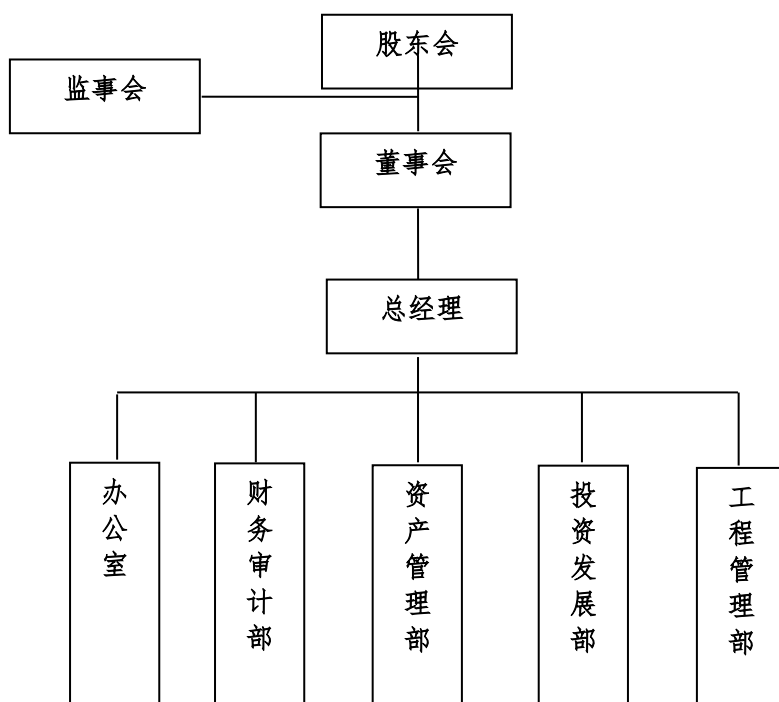 股东会
监事会
董事会
总经理
办公室
财务审计部
资产管理部
投资发展部
工程管理部